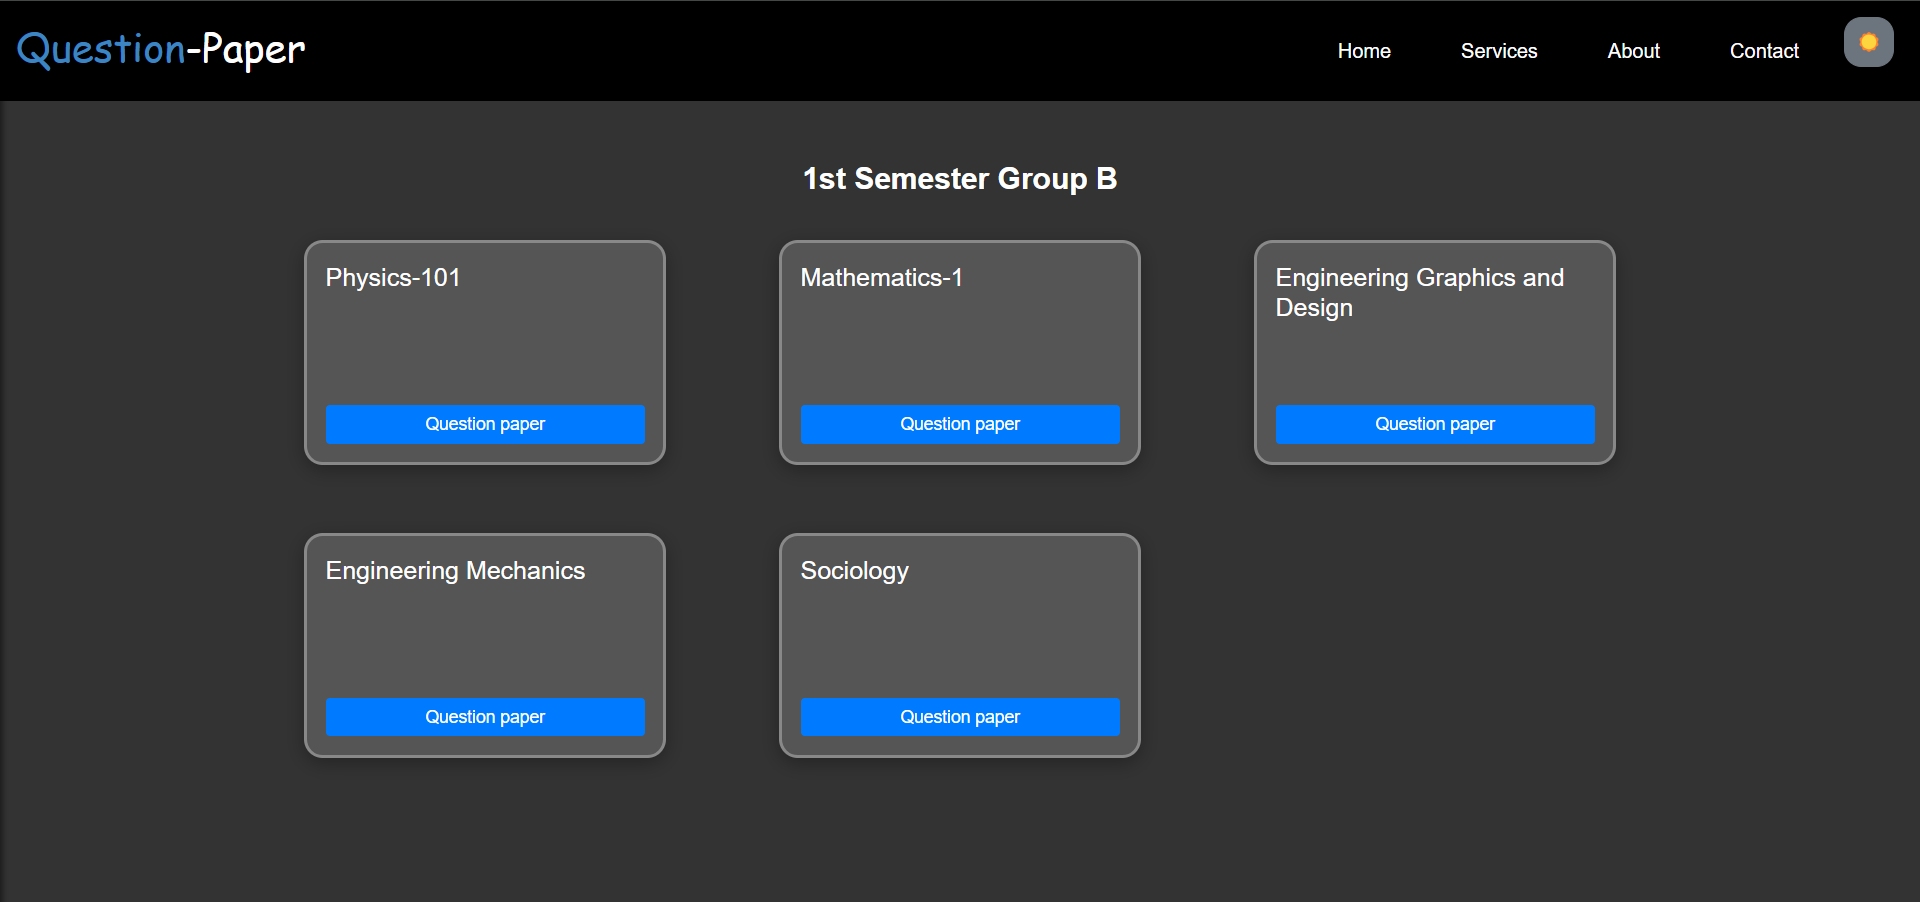 Question-Paper
Home Services About Contact
1st Semester Group B
Physics-101
Question paper
Mathematics-1
Question paper
Engineering Graphics and
Design
Question paper
Engineering Mechanics
Question paper
Sociology
Question paper